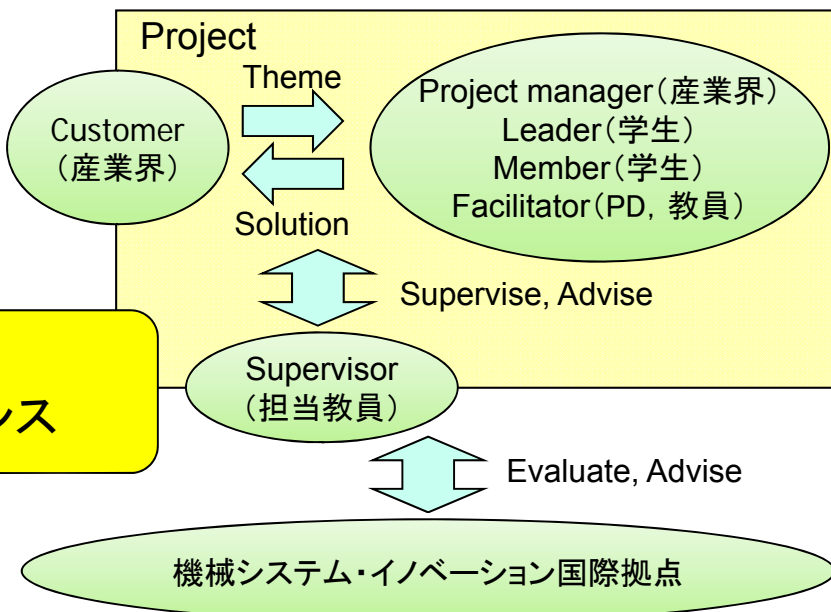 Project
Theme
Customer
（産業界）
Project manager（産業界）
Leader（学生）
Member（学生）
Facilitator（PD，教員）
Solution
Supervise, Advise
ンス
Supervisor
（担当教員）
Evaluate, Advise
機械システム・イノベーション国際拠点